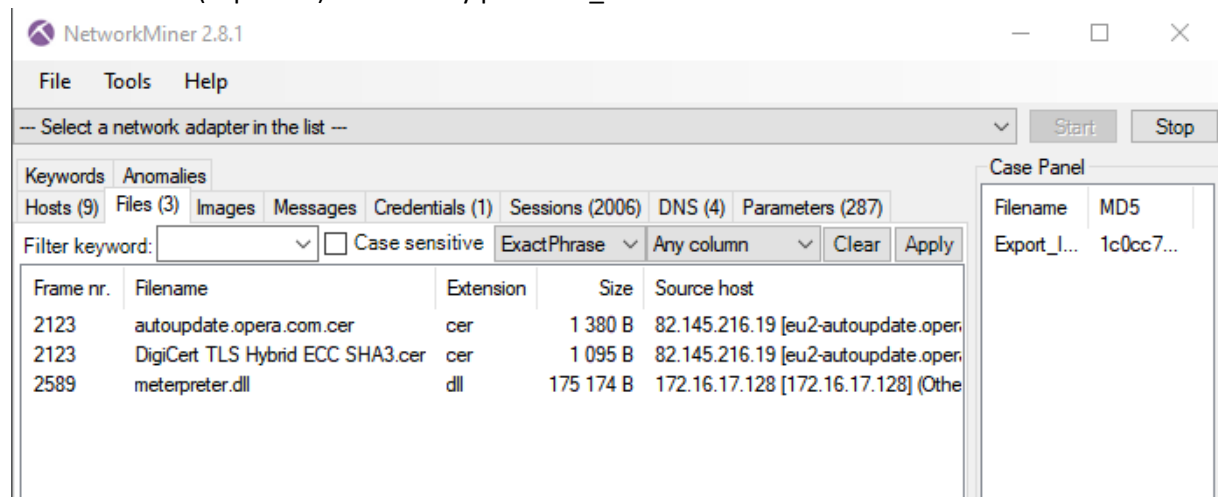 NetworkMiner 2.8.1
File Tools Help
--- Select a network adapter in the list ---
Start Stop
Keywords Anomalies
Case Panel
Hosts (9) Files (3) Images Messages Credentials (1) Sessions (2006) DNS (4) Parameters (287)
Filename MD5
Filter keyword: Case sensitive ExactPhrase Any column Clear Apply
Export_I... 1c0cc7...
Frame nr. Filename Extension Size Source host
2123 autoupdate.opera.com.cer cer 1 380 B 82.145.216.19 [eu2-autoupdate.oper
2123 DigiCert TLS Hybrid ECC SHA3.cer cer 1 095 B 82.145.216.19 [eu2-autoupdate.oper
2589 meterpreter.dll dll 175 174 B 172.16.17.128 [172.16.17.128] (Othe